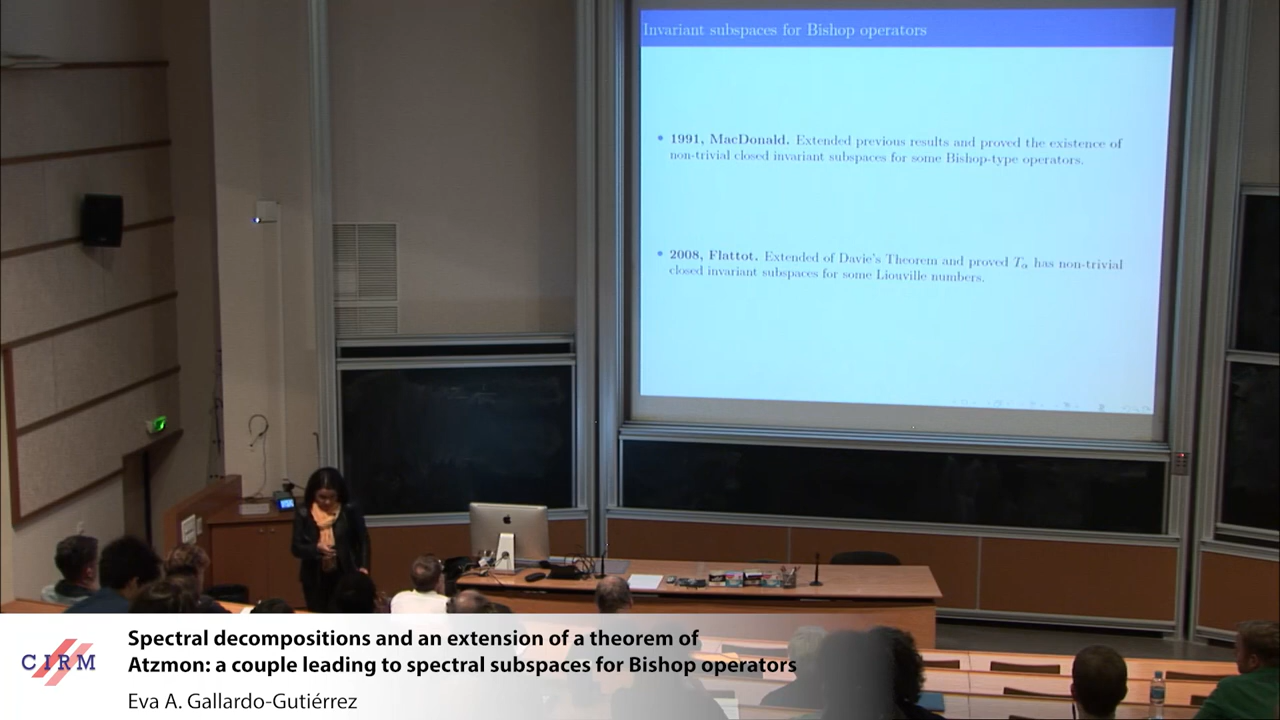 Invariant subspaces for Bishop operators
• 1991, MacDonald. Extended previous results and proved the existence of
non-trivial closed invariant subspaces for some Bishop-type operators.
• 2008, Flattot. Extended of Davie's Theorem and proved Tα has non-trivial
closed invariant subspaces for some Liouville numbers.
CIRM
Spectral decompositions and an extension of a theorem of
Atzmon: a couple leading to spectral subspaces for Bishop operators
Eva A. Gallardo-Gutiérrez